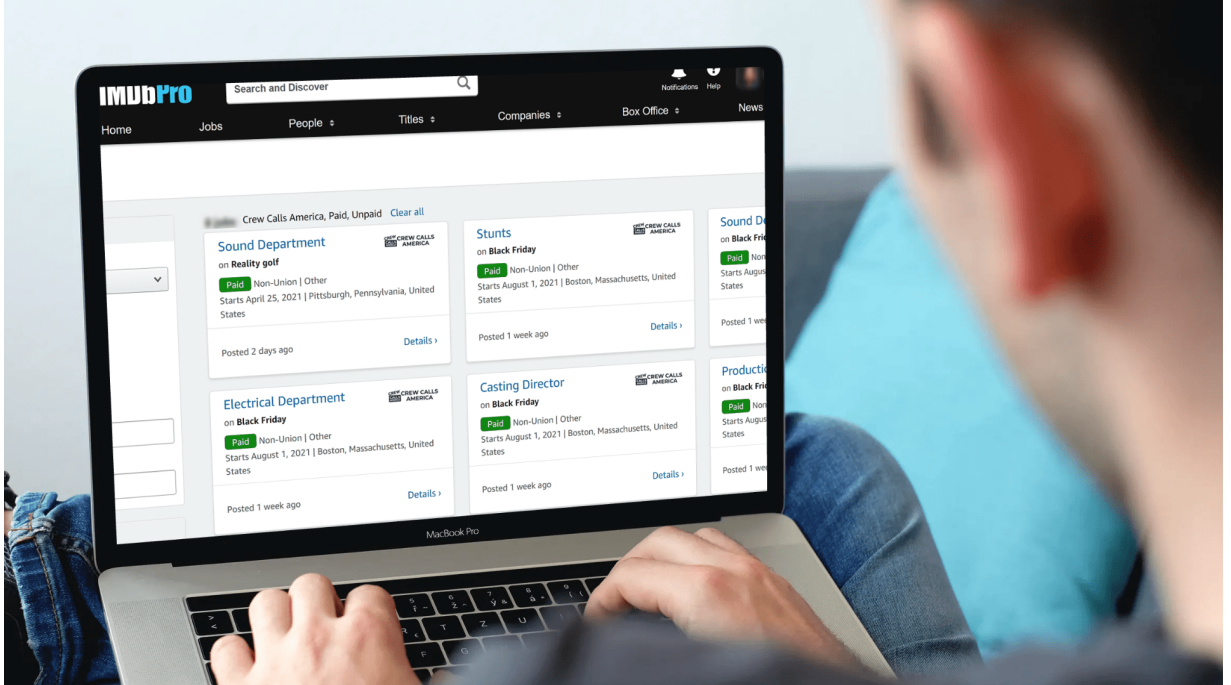 IMDbPro
Search and Discover
Notifications
Help
Home
Jobs
People
Titles
Companies
Box Office
News
Crew Calls America, Paid, Unpaid Clear all
Sound Department
CREW CALLS
AMERICA
on Reality golf
Paid Non-Union | Other
Starts April 25, 2021 | Pittsburgh, Pennsylvania, United
States
Posted 2 days ago
Details ›
Stunts
CREW CALLS
AMERICA
on Black Friday
Paid Non-Union | Other
Starts August 1, 2021 | Boston, Massachusetts, United
States
Posted 1 week ago
Details ›
Sound
on Black
Paid Non
Starts
States
Posted 1
Electrical Department
CREW CALLS
AMERICA
on Black Friday
Paid Non-Union | Other
Starts August 1, 2021 | Boston, Massachusetts, United
States
Posted 1 week ago
Details ›
Casting Director
CREW CALLS
AMERICA
on Black Friday
Paid Non-Union | Other
Starts August 1, 2021 | Boston, Massachusetts, United
States
Posted 1 week ago
Details ›
on Black
Paid Non
Starts
States
Posted 1
MacBook Pro
R T Z U
F G